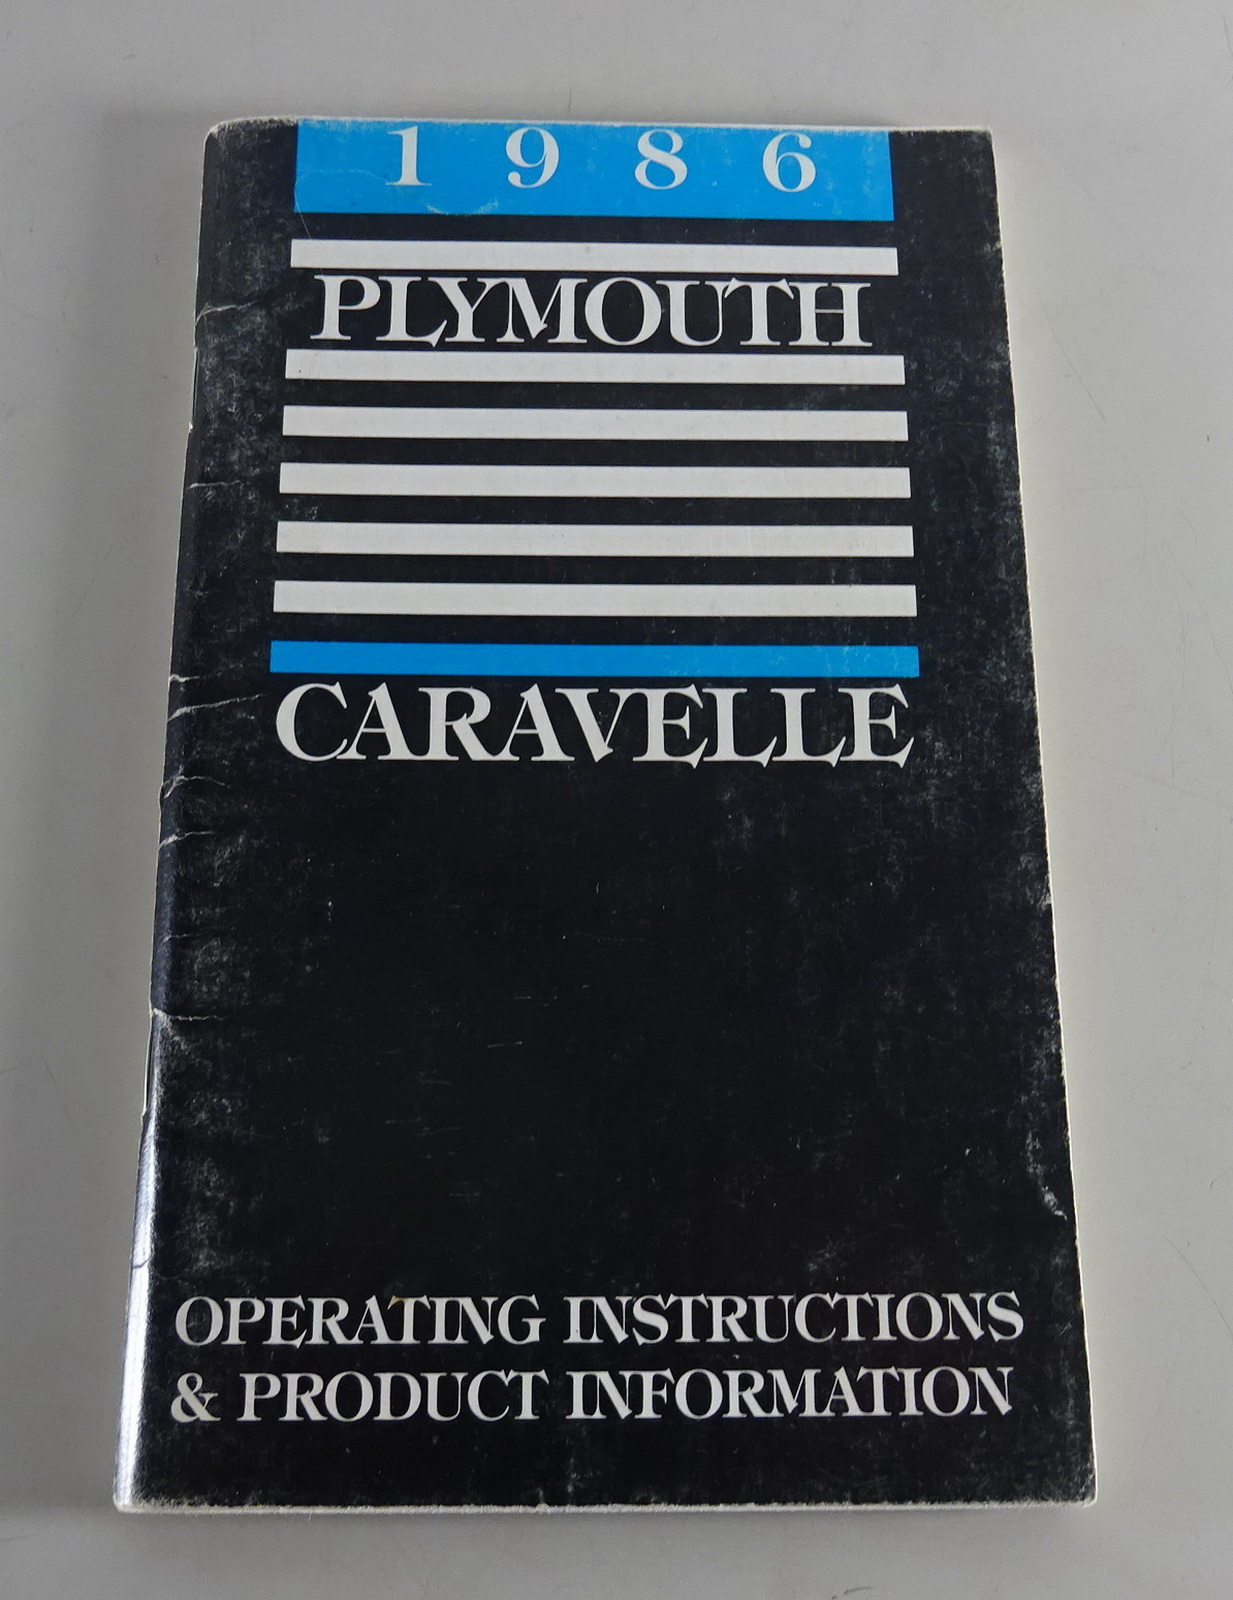 1986
PLYMOUTH
CARAVELLE
OPERATING INSTRUCTIONS
& PRODUCT INFORMATION